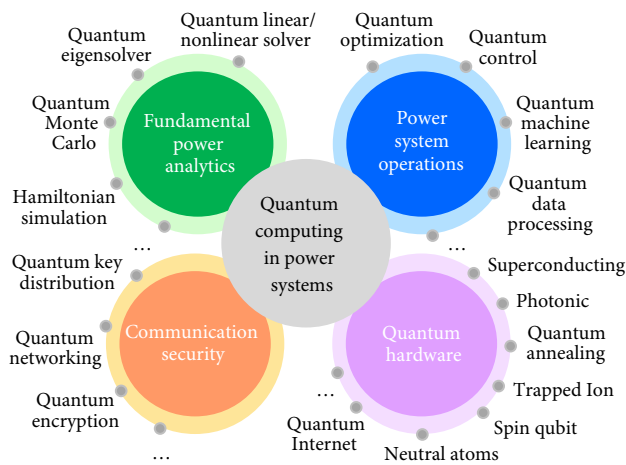 Quantum linear/
nonlinear solver
Quantum
eigensolver
Quantum
Monte
Carlo
Hamiltonian
simulation
...
Fundamental
power
analytics
Quantum
optimization
Quantum
control
Quantum
machine
learning
Quantum
data
processing
...
Power
system
operations
Quantum
computing
in power
systems
Quantum key
distribution
Quantum
networking
Quantum
encryption
...
Communication
security
Superconducting
Photonic
Quantum
annealing
Trapped Ion
Spin qubit
Neutral atoms
Quantum
Internet
...
Quantum
hardware